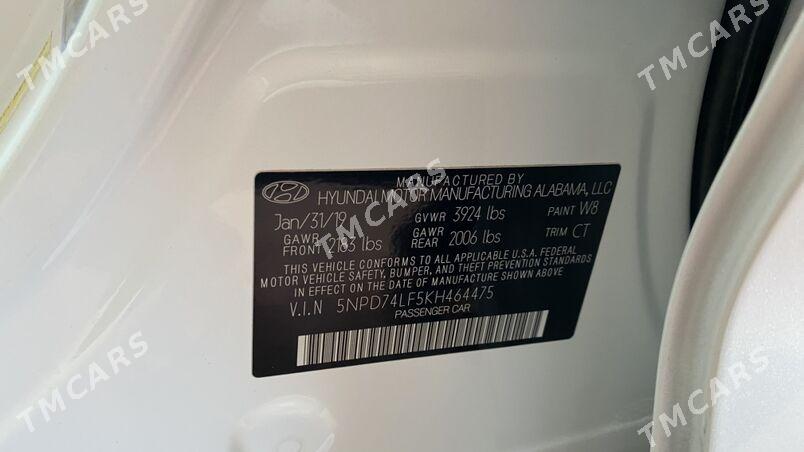 TMCARS
TMCARS
MANUFACTURED BY
HYUNDAI MOTOR MANUFACTURING ALABAMA, LLC
Jan/31/19 GVWR 3924 lbs PAINT W8
GAWR FRONT 2183 lbs GAWR REAR 2006 lbs TRIM CT
TMCARS
THIS VEHICLE CONFORMS TO ALL APPLICABLE U.S.A. FEDERAL
MOTOR VEHICLE SAFETY, BUMPER, AND THEFT PREVENTION STANDARDS
IN EFFECT ON THE DATE OF MANUFACTURE SHOWN ABOVE.
V.I.N 5NPD74LF5KH464475
PASSENGER CAR
TMCARS
TMCARS